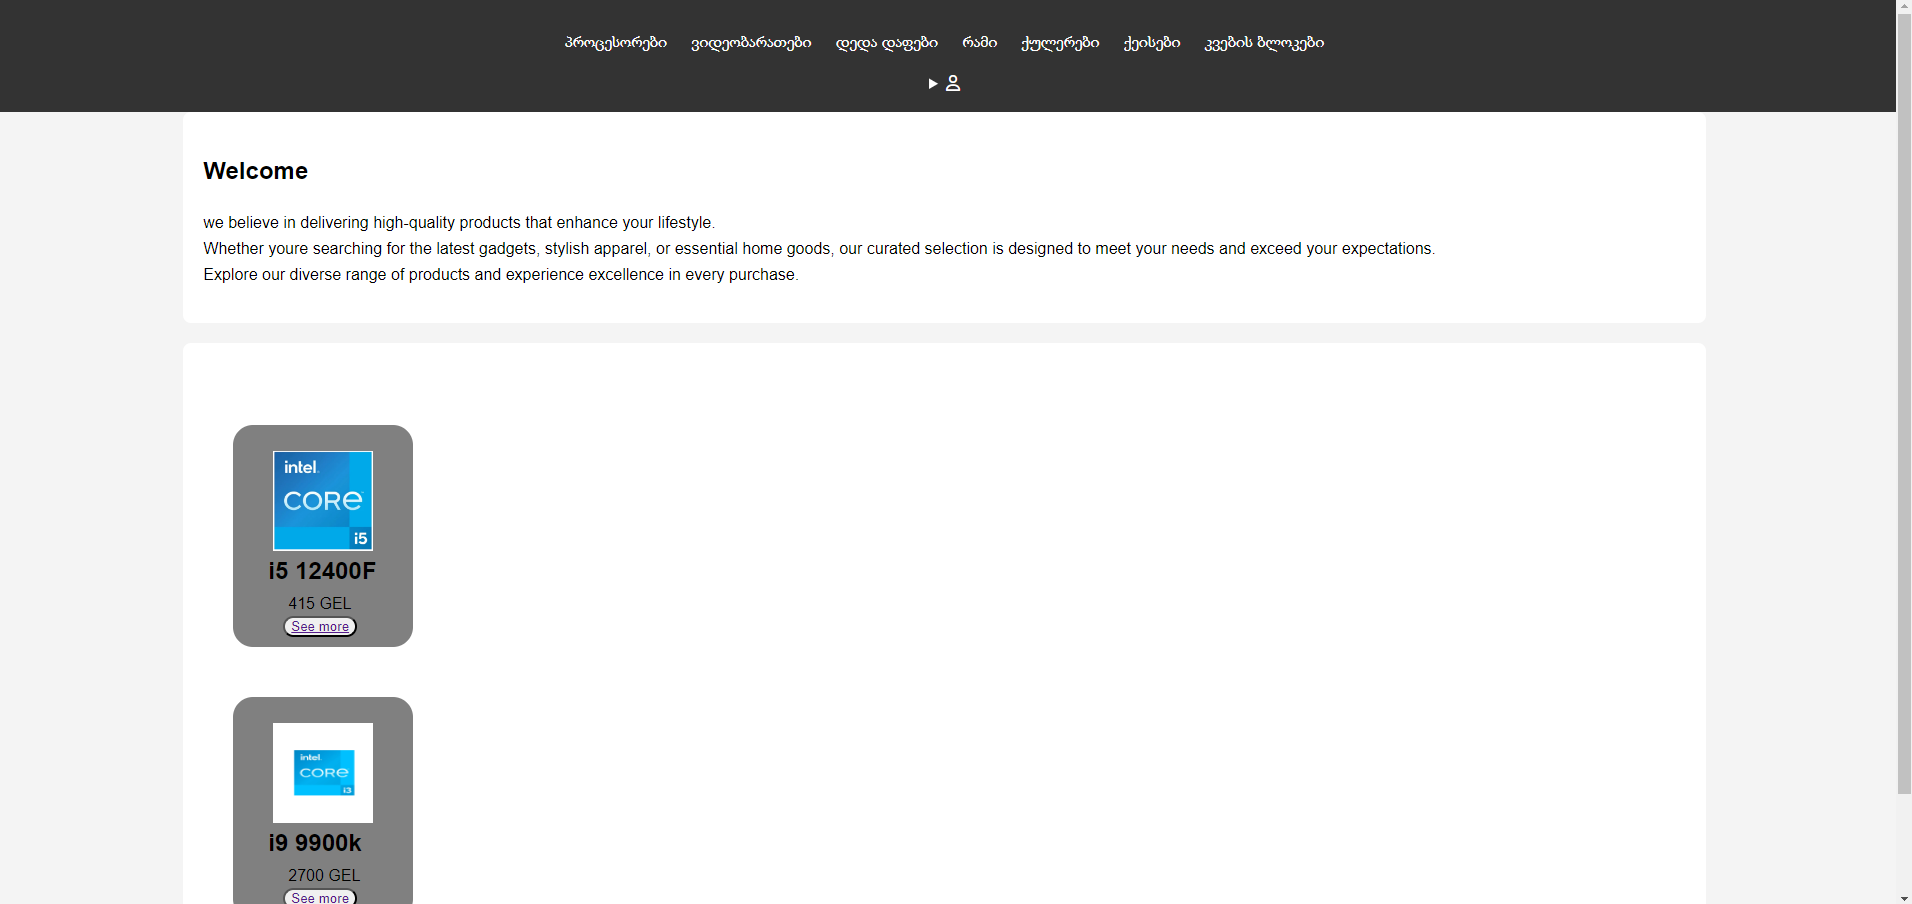 პროცესორები ვიდეობარათები დედა დაფები რამი ქულერები ქეისები კვების ბლოკები
Welcome
we believe in delivering high-quality products that enhance your lifestyle.
Whether youre searching for the latest gadgets, stylish apparel, or essential home goods, our curated selection is designed to meet your needs and exceed your expectations.
Explore our diverse range of products and experience excellence in every purchase.
intel.
CORE
i5
i5 12400F
415 GEL
See more
intel
CORE
i3
i9 9900k
2700 GEL
See more